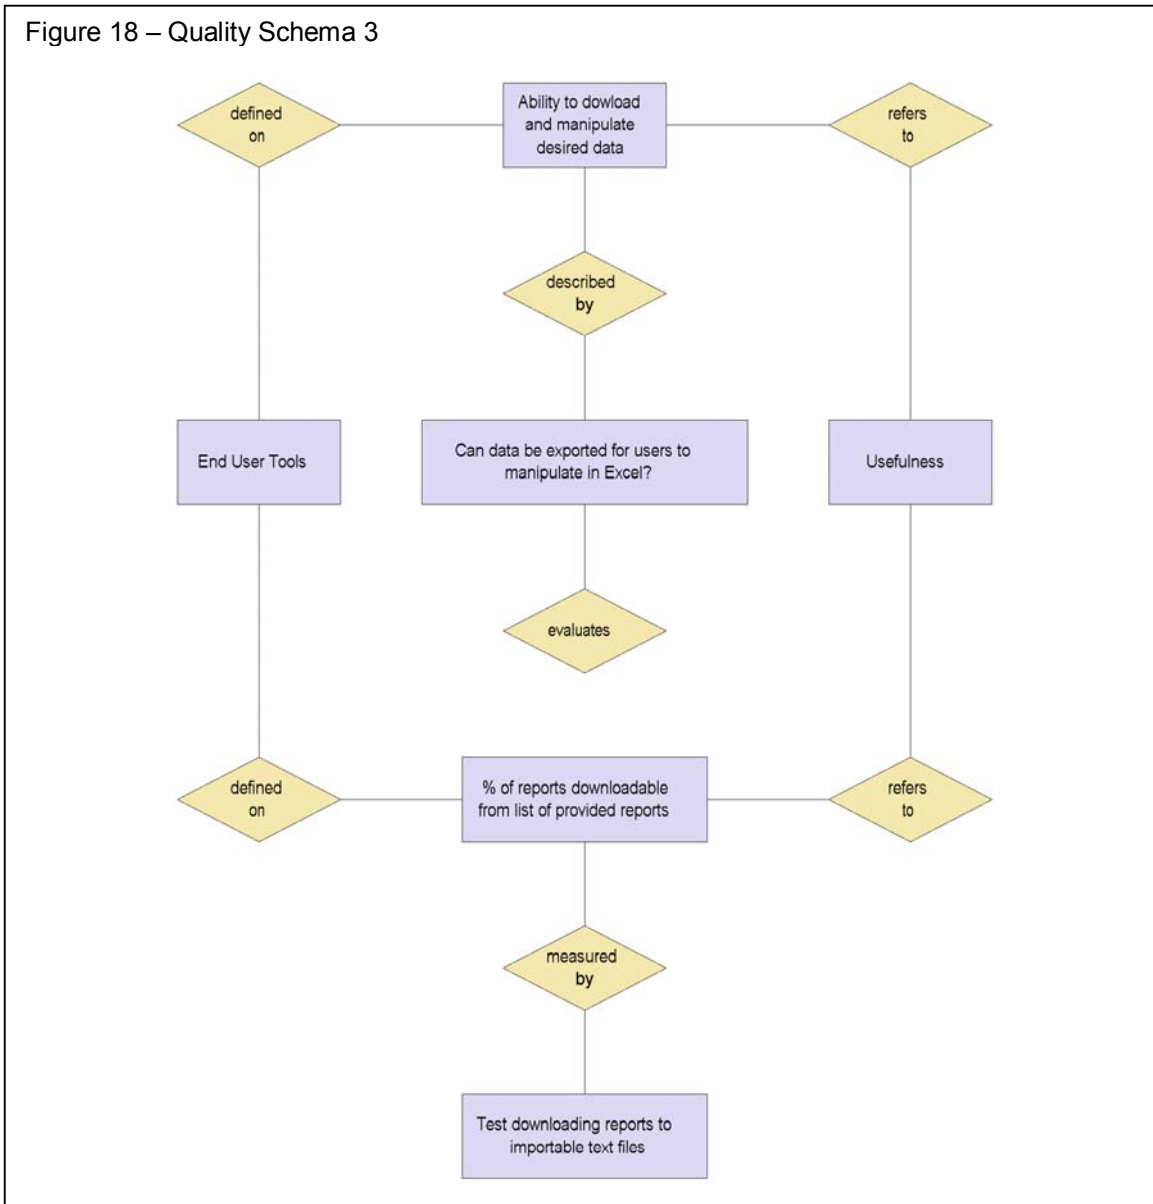 Figure 18 – Quality Schema 3
defined
on
Ability to dowload
and manipulate
desired data
refers
to
described
by
End User Tools
Can data be exported for users to
manipulate in Excel?
Usefulness
evaluates
defined
on
% of reports downloadable
from list of provided reports
refers
to
measured
by
Test downloading reports to
importable text files